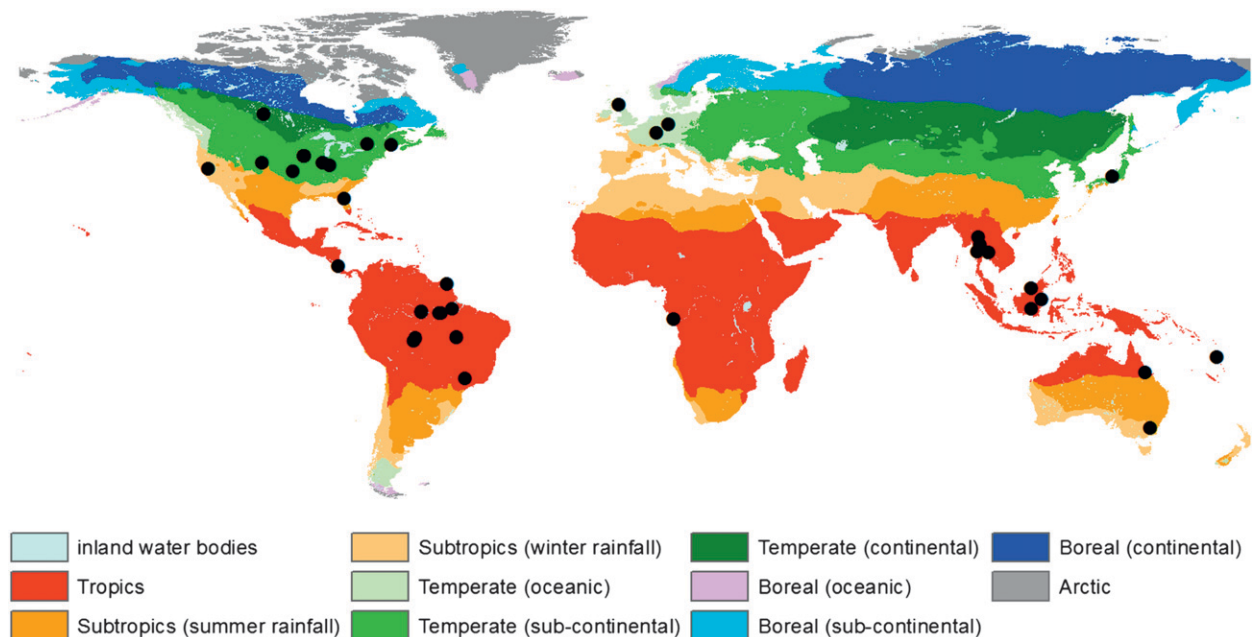 inland water bodies
Tropics
Subtropics (summer rainfall)
Subtropics (winter rainfall)
Temperate (oceanic)
Temperate (sub-continental)
Temperate (continental)
Boreal (oceanic)
Boreal (sub-continental)
Boreal (continental)
Arctic